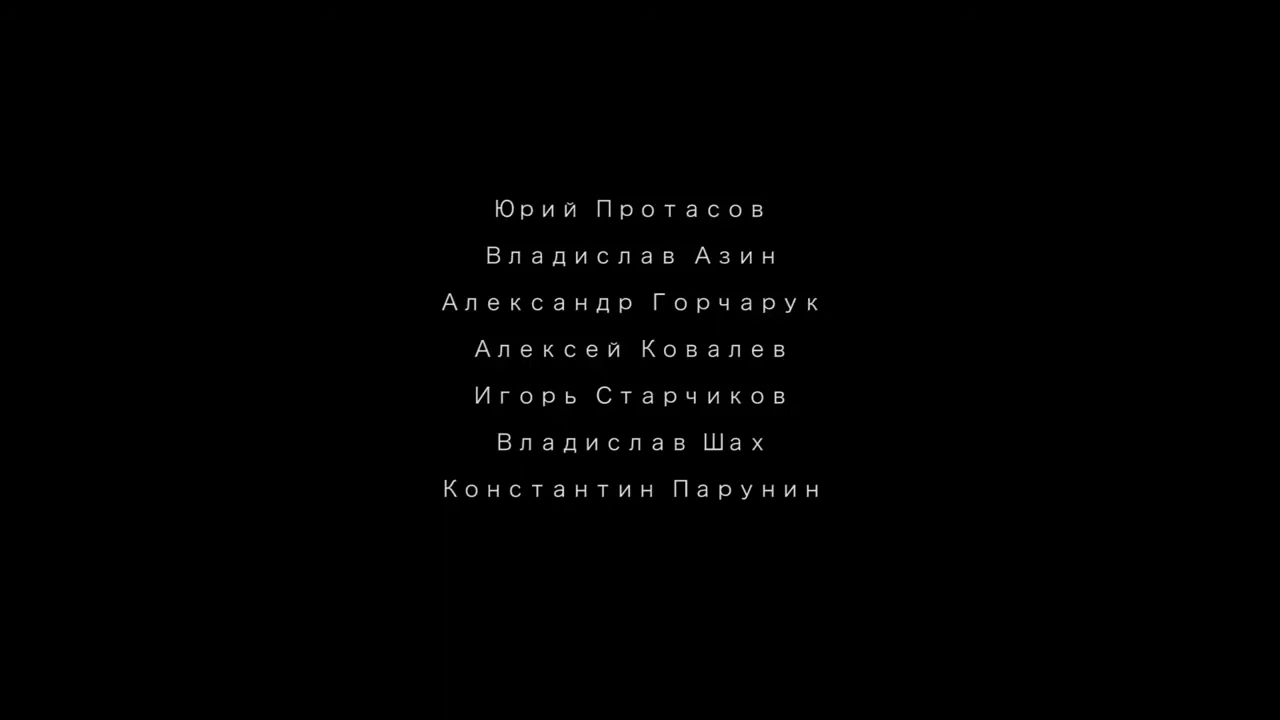 Юрий Протасов
Владислав Азин
Александр Горчарук
Алексей Ковалев
Игорь Старчиков
Владислав Шах
Константин Парунин